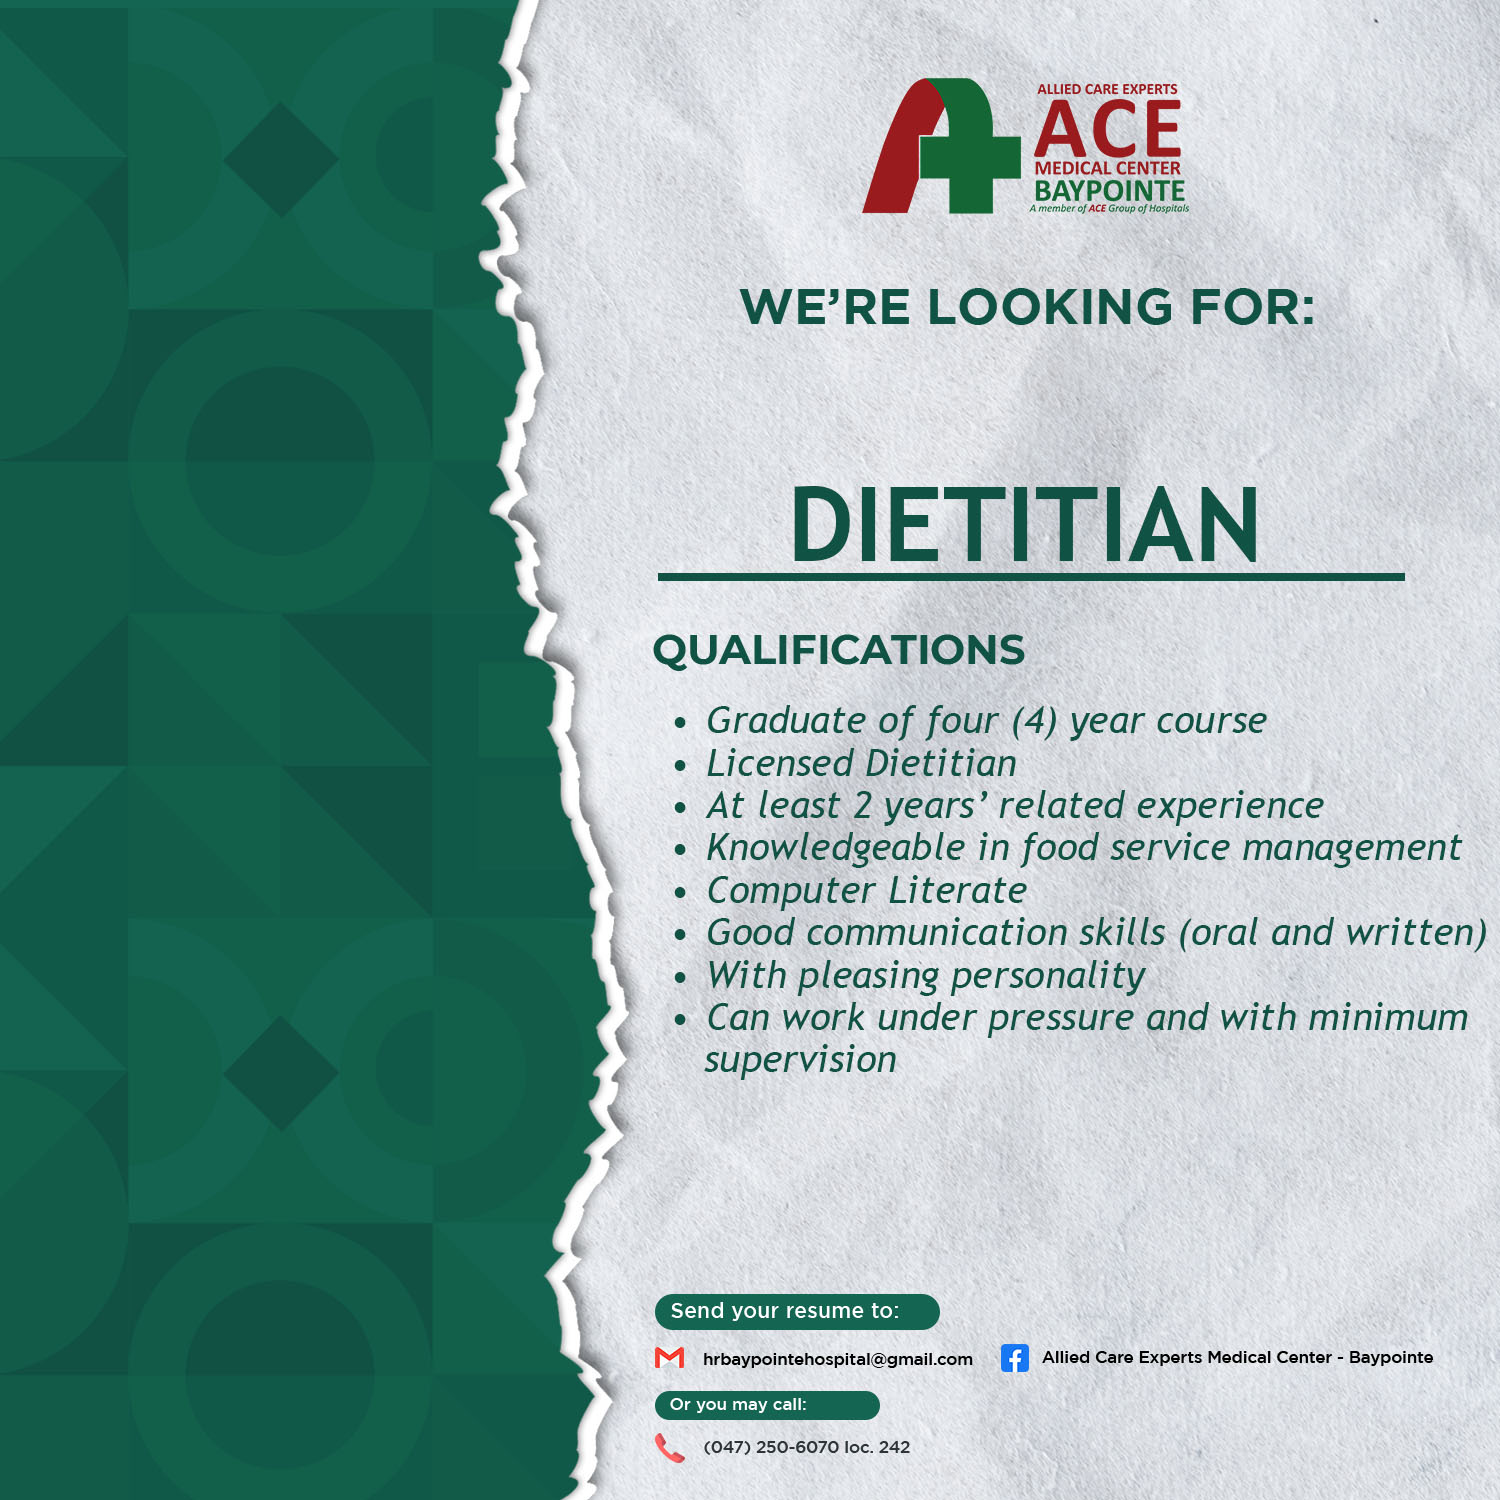 ALLIED CARE EXPERTS
ACE
MEDICAL CENTER
BAYPOINTE
A member of ACE Group of Hospitals
WE’RE LOOKING FOR:
DIETITIAN
QUALIFICATIONS
• Graduate of four (4) year course
• Licensed Dietitian
• At least 2 years’ related experience
• Knowledgeable in food service management
• Computer Literate
• Good communication skills (oral and written)
• With pleasing personality
• Can work under pressure and with minimum
supervision
Send your resume to:
hrbaypointehospital@gmail.com
Allied Care Experts Medical Center - Baypointe
Or you may call:
(047) 250-6070 loc. 242